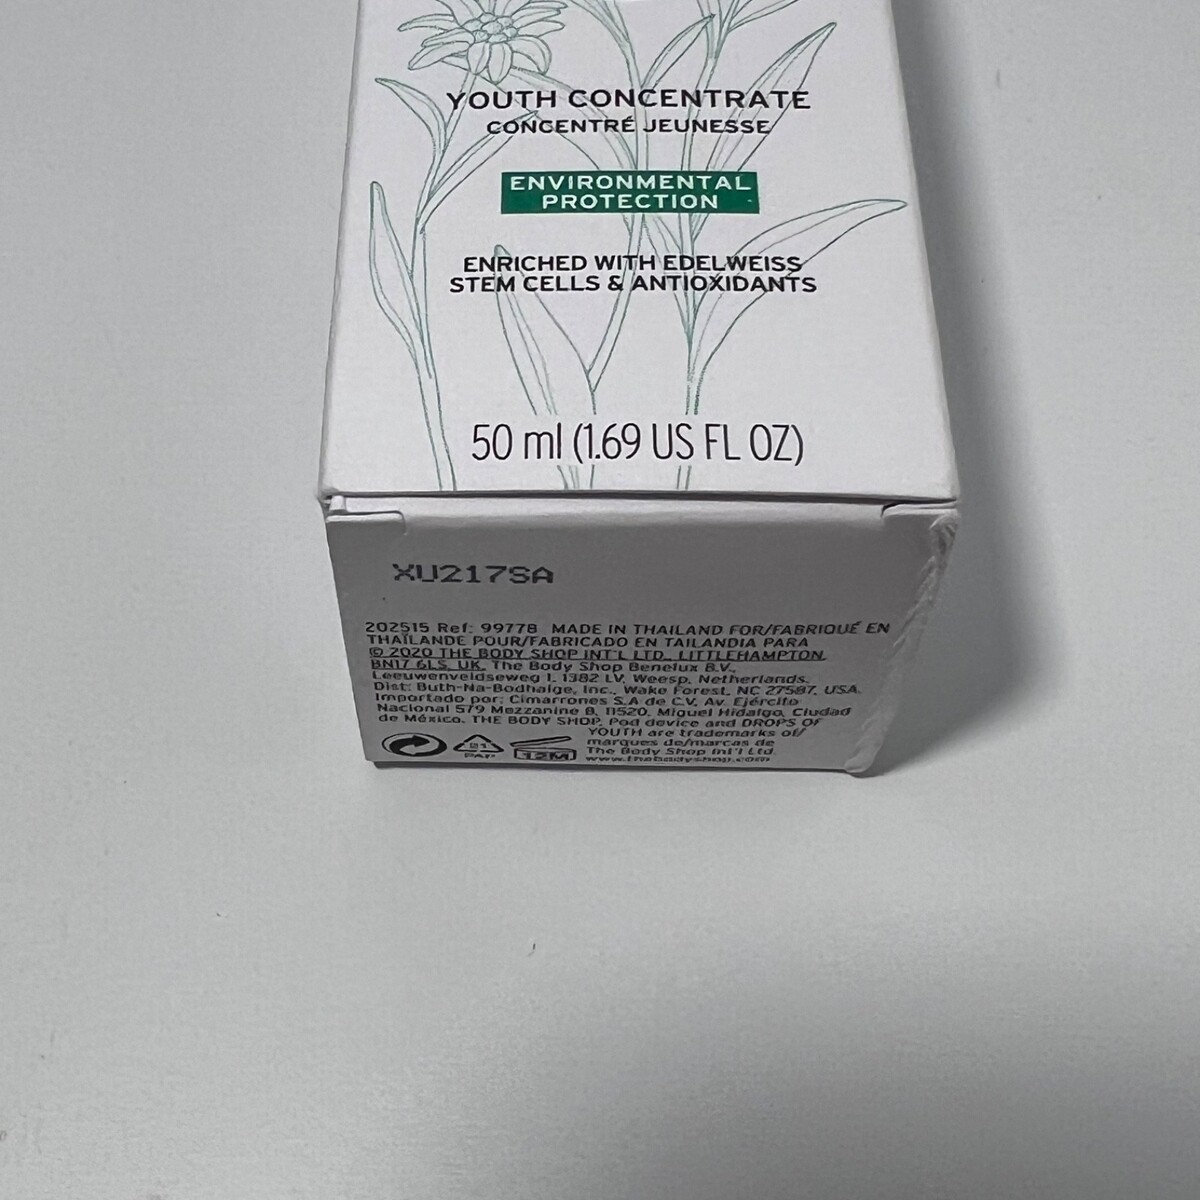 YOUTH CONCENTRATE
CONCENTRÉ JEUNESSE
ENVIRONMENTAL
PROTECTION
ENRICHED WITH EDELWEISS
STEM CELLS & ANTIOXIDANTS
50 ml (1.69 US FL OZ)
XU217SA
202515 Ref: 99778 MADE IN THAILAND FOR/FABRIQUÉ EN
THAÏLANDE POUR/FABRICADO EN TAILANDIA PARA
© 2020 THE BODY SHOP INT'L LTD., LITTLEHAMPTON,
BN17 6LS, UK. The Body Shop Benelux B.V.,
Leeuwenveldseweg 1, 1382 LV, Weesp, Netherlands.
Dist: Buth-Na-Bodhaige, Inc., Wake Forest, NC 27587, USA.
Importado por: Cimarrones S.A de C.V. Av. Ejército
Nacional 579 Mezzanine B, 11520, Miguel Hidalgo, Ciudad
de México. THE BODY SHOP, Pod device and DROPS OF
YOUTH are trademarks of/
marques de/marcas de
The Body Shop Int'l Ltd.
www.thebodyshop.com
21
PAP
12M